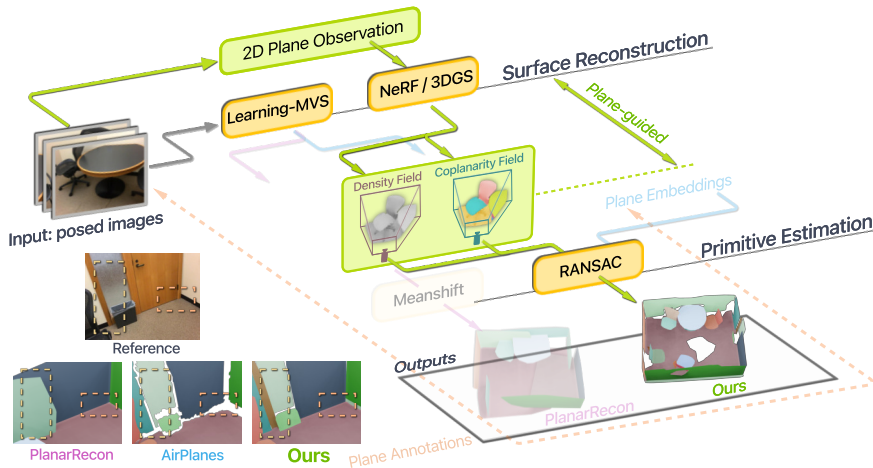 2D Plane Observation
Surface Reconstruction
NeRF / 3DGS
Learning-MVS
Plane-guided
Density Field
Coplanarity Field
Plane Embeddings
Input: posed images
Primitive Estimation
RANSAC
Meanshift
Reference
Outputs
Ours
PlanarRecon
PlanarRecon
AirPlanes
Ours
Plane Annotations